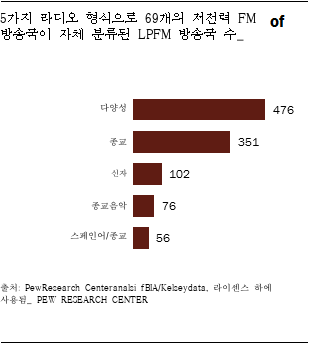 5가지 라디오 형식으로 69개의 저전력 FM of
방송국이 자체 분류된 LPFM 방송국 수_
다양성 476
종교 351
신자 102
종교음악 76
스페인어/종교 56
출처: PewResearch Centeranalsi fBIA/Kelseydata, 라이센스 하에
사용됨_ PEW RESEARCH CENTER